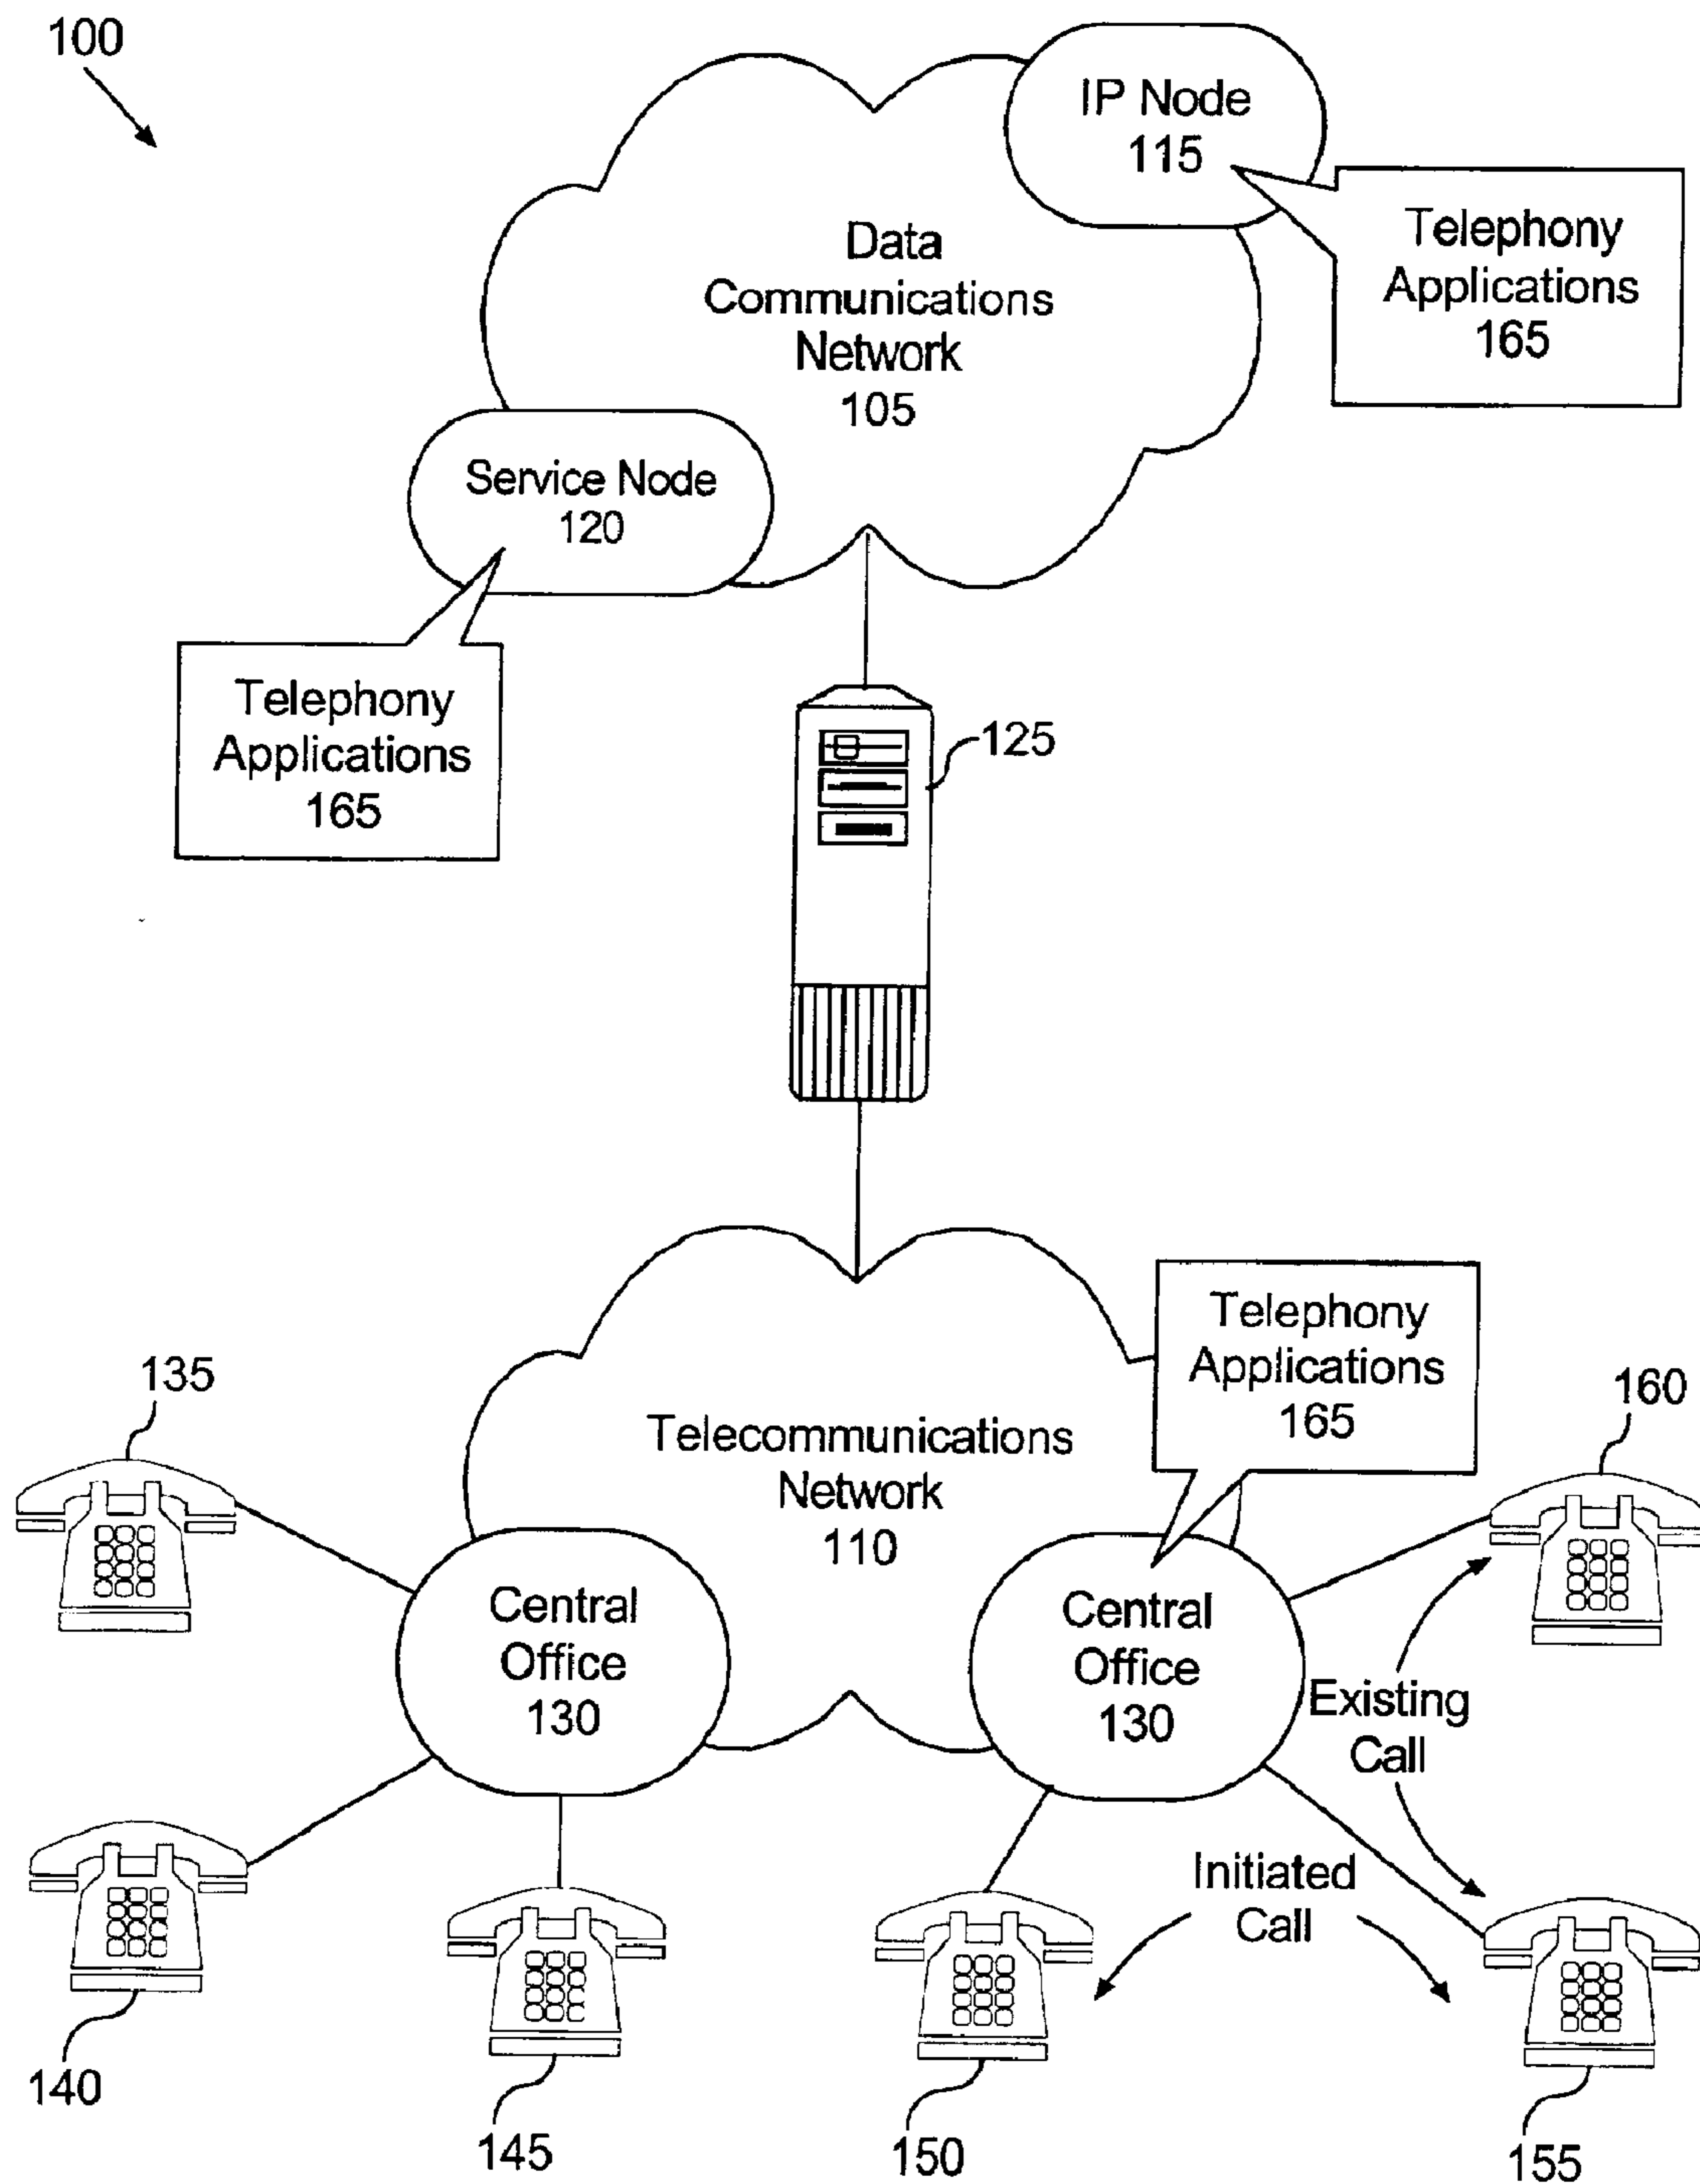 100
IP Node
115
Telephony
Applications
165
Data
Communications
Network
105
Service Node
120
Telephony
Applications
165
125
Telephony
Applications
165
135
160
Telecommunications
Network
110
Central
Office
130
Central
Office
130
Existing
Call
Initiated
Call
140
145
150
155